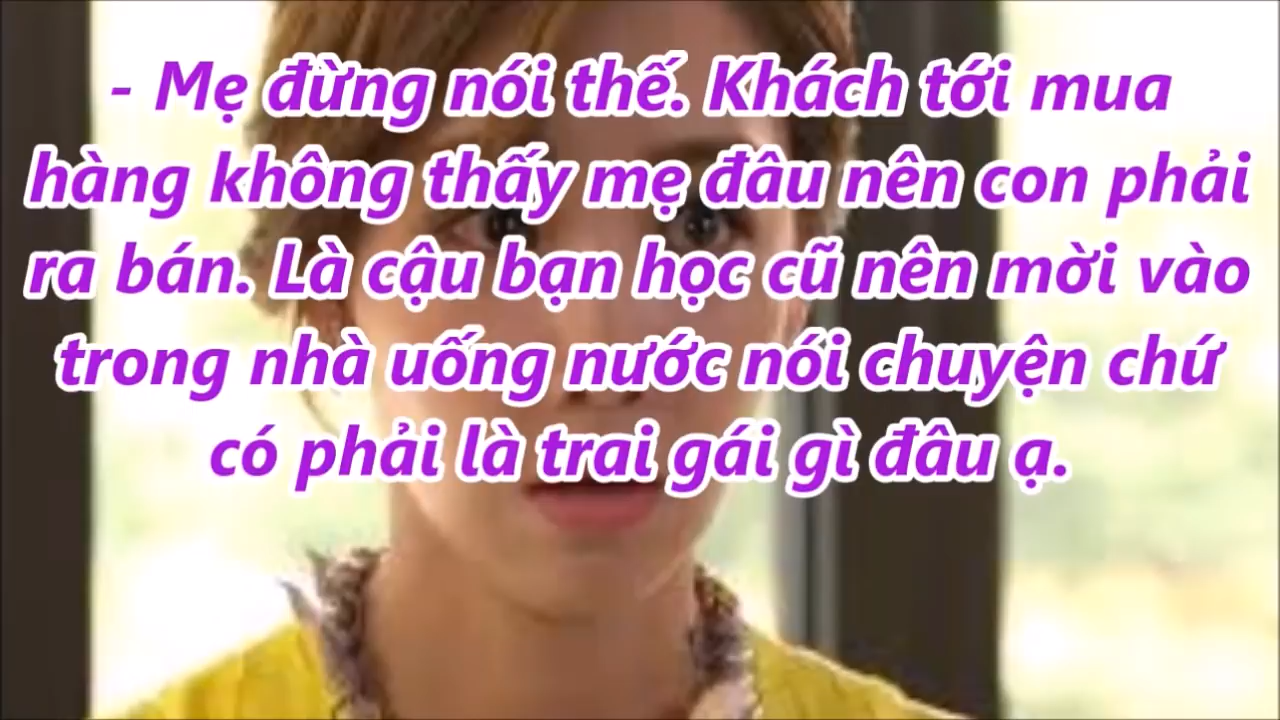 - Mẹ đừng nói thế. Khách tới mua
hàng không thấy mẹ đâu nên con phải
ra bán. Là cậu bạn học cũ nên mời vào
trong nhà uống nước nói chuyện chứ
có phải là trai gái gì đâu ạ.